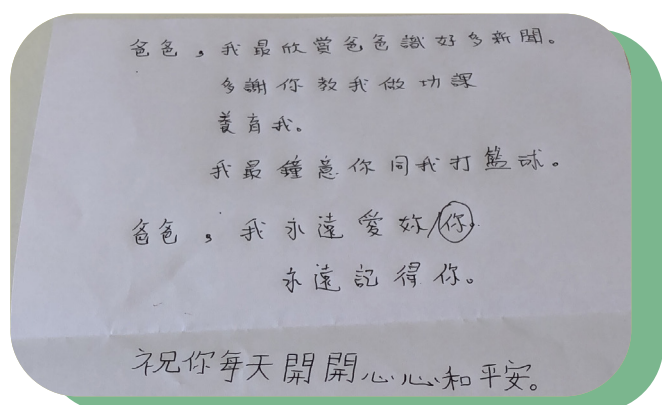 爸爸，我最欣賞爸爸識好多新聞。
多謝你教我做功課
養育我。
我最鐘意你同我打籃球。
爸爸，我永遠愛妳/你。
永遠記得你。
祝你每天開開心心和平安。